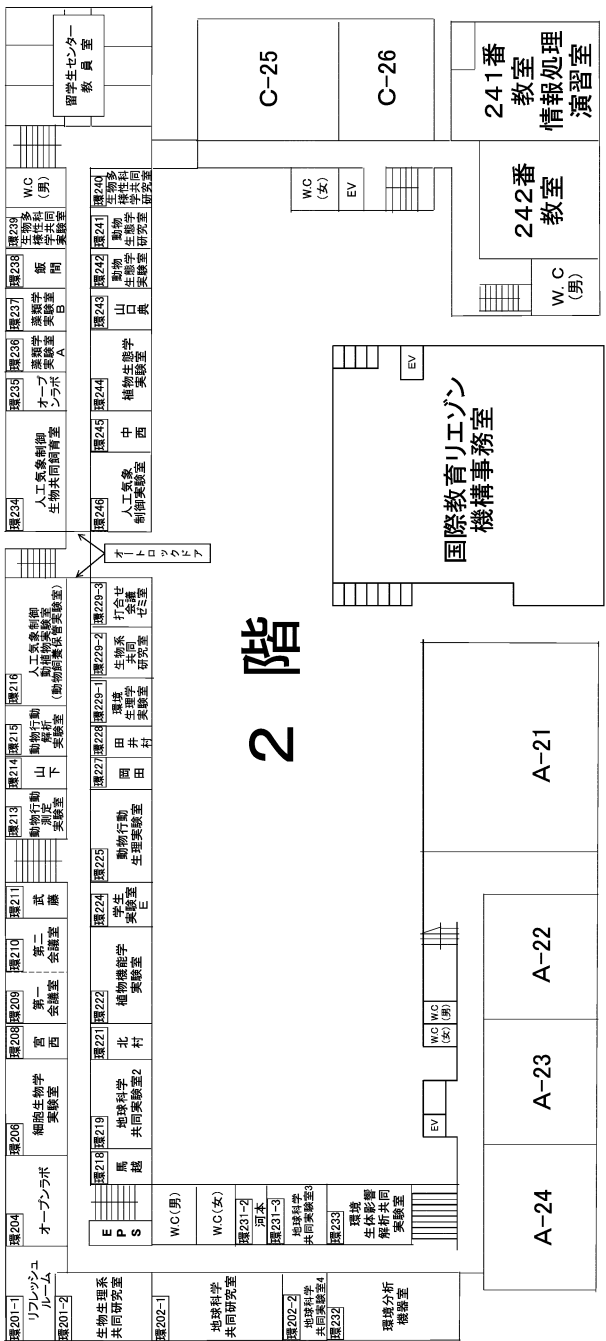 環201-1
リフレッシュ
ルーム
環201-2
生物生理系
共同研究室
環202-1
地球科学
共同研究室
環202-2
地球科学
共同実験室4
環232
環境分析
機器室
環204
オープンラボ
環206
細胞生物学
実験室
環208
宮西
環209
第一
会議室
環210
第二
会議室
環211
武藤
環213
動物行動
測定
実験室
環214
山下
環215
動物行動
解析
実験室
環216
人工気象制御
動植物実験室
(動物飼養保管実験室)
環234
人工気象制御
生物共同飼育室
環235
オープ
ンラボ
環236
藻類学
実験室
A
環237
藻類学
実験室
B
環238
飯間
環239
生物多
様性科
学共同
実験室
W.C
(男)
留学生センター
教員室
EPS
環218
馬越
環219
地球科学
共同実験室2
環221
北村
環222
植物機能学
実験室
環224
学生
実験室
E
環225
動物行動
生理実験室
環227
岡田
環228
田井村
環229-1
環境
生理学
実験室
環229-2
生物系
共同
研究室
環229-3
打合せ
会議
ゼミ室
オートロックドア
環246
人工気象
制御実験室
環245
中西
環244
植物生態学
実験室
環243
山口典
環242
動物
生態学
実験室
環241
動物
生態学
研究室
環240
生物多
様性科
学共同
研究室
W.C(男)
W.C(女)
環231-2
河本
環231-3
地球科学
共同実験室3
環233
環境
生体影響
解析共同
実験室
2 階
C-25
C-26
W.C
(女)
EV
241番
教室
情報処理
演習室
242番
教室
W.C
(男)
EV
国際教育リエゾン
機構事務室
A-21
A-22
A-23
A-24
W.C
(男)
W.C
(女)
EV